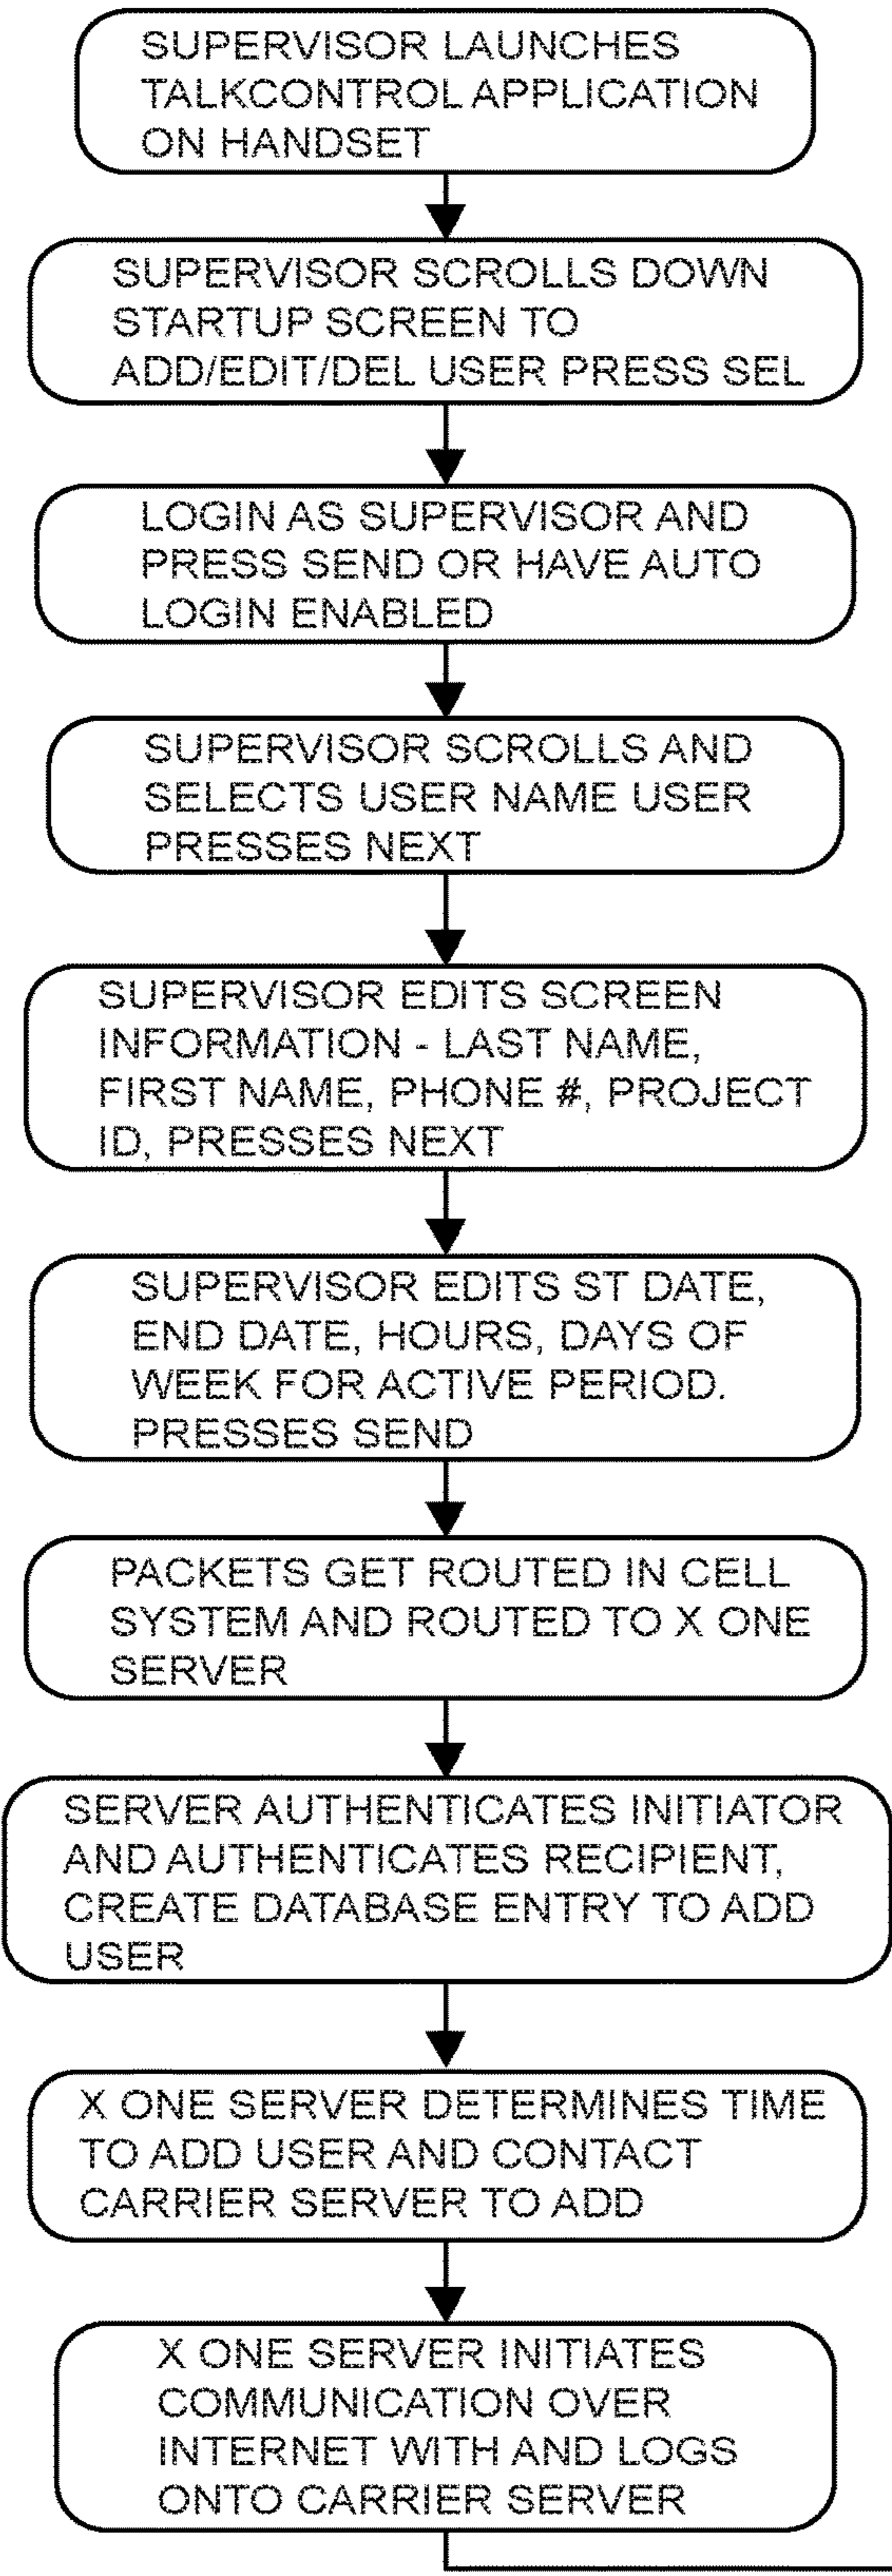 SUPERVISOR LAUNCHES
TALKCONTROL APPLICATION
ON HANDSET
SUPERVISOR SCROLLS DOWN
STARTUP SCREEN TO
ADD/EDIT/DEL USER PRESS SEL
LOGIN AS SUPERVISOR AND
PRESS SEND OR HAVE AUTO
LOGIN ENABLED
SUPERVISOR SCROLLS AND
SELECTS USER NAME USER
PRESSES NEXT
SUPERVISOR EDITS SCREEN
INFORMATION - LAST NAME,
FIRST NAME, PHONE #, PROJECT
ID, PRESSES NEXT
SUPERVISOR EDITS ST DATE,
END DATE, HOURS, DAYS OF
WEEK FOR ACTIVE PERIOD.
PRESSES SEND
PACKETS GET ROUTED IN CELL
SYSTEM AND ROUTED TO X ONE
SERVER
SERVER AUTHENTICATES INITIATOR
AND AUTHENTICATES RECIPIENT,
CREATE DATABASE ENTRY TO ADD
USER
X ONE SERVER DETERMINES TIME
TO ADD USER AND CONTACT
CARRIER SERVER TO ADD
X ONE SERVER INITIATES
COMMUNICATION OVER
INTERNET WITH AND LOGS
ONTO CARRIER SERVER